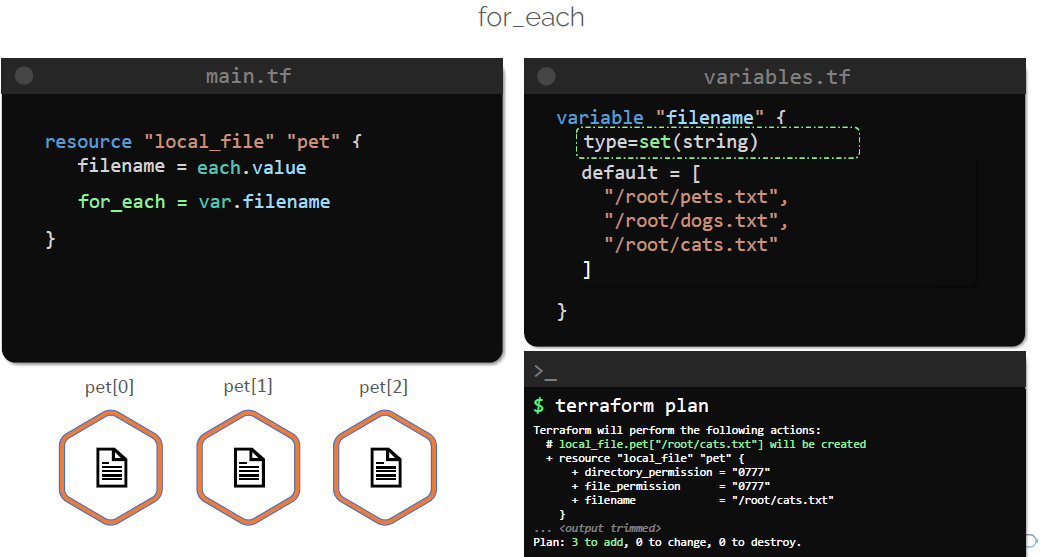 for_each
main.tf
resource "local_file" "pet" {
filename = each.value
for_each = var.filename
}
variables.tf
variable "filename" {
type=set(string)
default = [
"/root/pets.txt",
"/root/dogs.txt",
"/root/cats.txt"
]
}
pet[0]
pet[1]
pet[2]
>_
$ terraform plan
Terraform will perform the following actions:
# local_file.pet["/root/cats.txt"] will be created
+ resource "local_file" "pet" {
+ directory_permission = "0777"
+ file_permission = "0777"
+ filename = "/root/cats.txt"
}
... <output trimmed>
Plan: 3 to add, 0 to change, 0 to destroy.